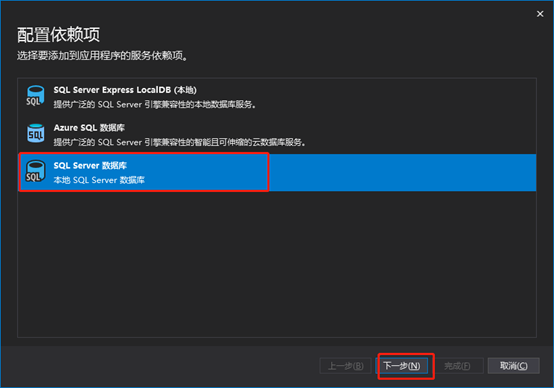 配置依赖项
选择要添加到应用程序的服务依赖项。
SQL Server Express LocalDB (本地)
提供广泛的 SQL Server 引擎兼容性的本地数据库服务。
SQL
Azure SQL 数据库
提供广泛的 SQL Server 引擎兼容性的智能且可伸缩的云数据库服务。
SQL
SQL Server 数据库
本地 SQL Server 数据库
SQL
上一步(B) 下一步(N) 完成(F) 取消(C)